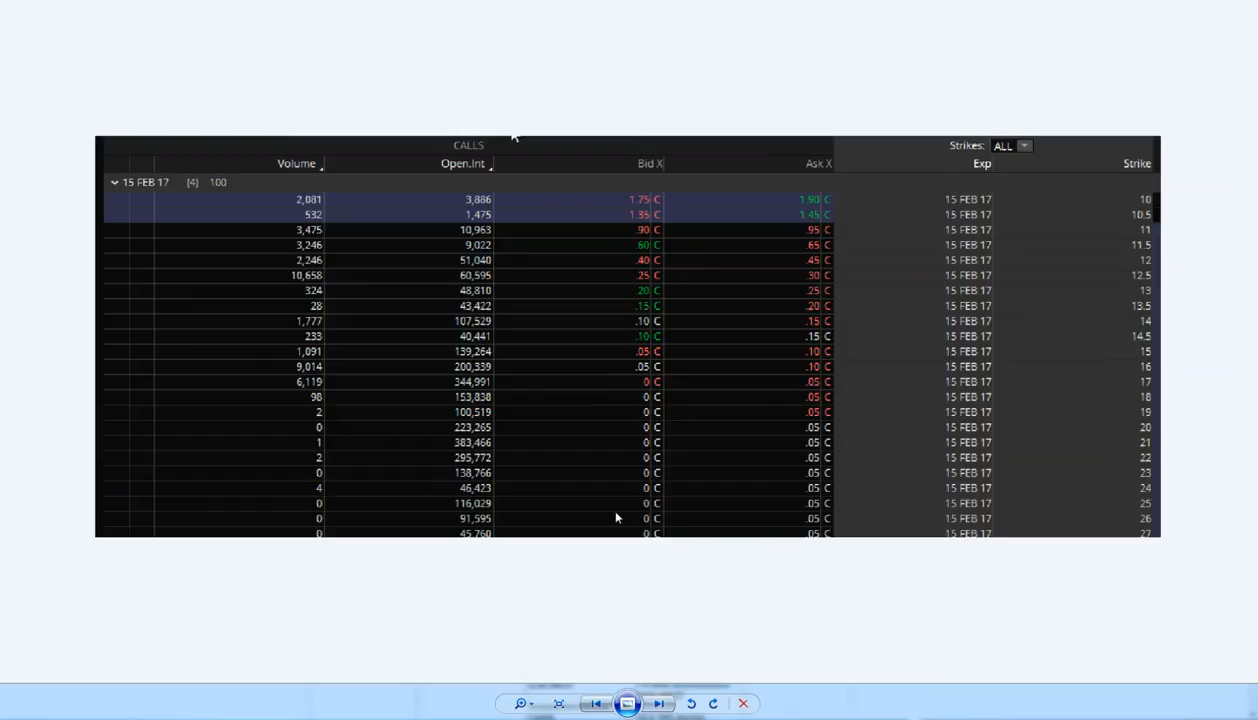 CALLS Strikes: ALL
Volume Open.Int Bid X Ask X Exp Strike
15 FEB 17 (4) 100
2,081 3,886 1.75 C 1.90 C 15 FEB 17 10
532 1,475 1.35 C 1.45 C 15 FEB 17 10.5
3,475 10,963 .90 C .95 C 15 FEB 17 11
3,246 9,022 .60 C .65 C 15 FEB 17 11.5
2,246 51,040 .40 C .45 C 15 FEB 17 12
10,658 60,595 .25 C .30 C 15 FEB 17 12.5
324 48,810 .20 C .25 C 15 FEB 17 13
28 43,422 .15 C .20 C 15 FEB 17 13.5
1,777 107,529 .10 C .15 C 15 FEB 17 14
233 40,441 .10 C .15 C 15 FEB 17 14.5
1,091 139,264 .05 C .10 C 15 FEB 17 15
9,014 200,339 .05 C .10 C 15 FEB 17 16
6,119 344,991 0 C .05 C 15 FEB 17 17
98 153,838 0 C .05 C 15 FEB 17 18
2 100,519 0 C .05 C 15 FEB 17 19
0 223,265 0 C .05 C 15 FEB 17 20
1 383,466 0 C .05 C 15 FEB 17 21
2 295,772 0 C .05 C 15 FEB 17 22
0 138,766 0 C .05 C 15 FEB 17 23
4 46,423 0 C .05 C 15 FEB 17 24
0 116,029 0 C .05 C 15 FEB 17 25
0 91,595 0 C .05 C 15 FEB 17 26
0 45,760 0 C .05 C 15 FEB 17 27